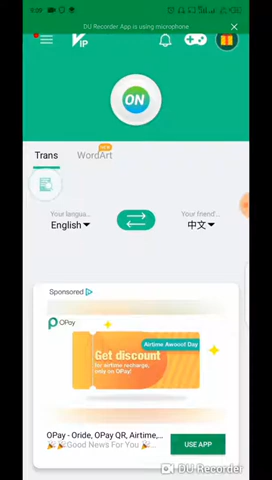 DU Recorder App is using microphone
VIP
ON
NEW
Trans
WordArt
Your langua...
Your friend'...
English
中文
Sponsored
OPay
Airtime Awooof Day
Get discount
for airtime recharge,
only on OPay!
OPay - Oride, OPay QR, Airtime,...
Good News For You
USE APP
DU Recorder